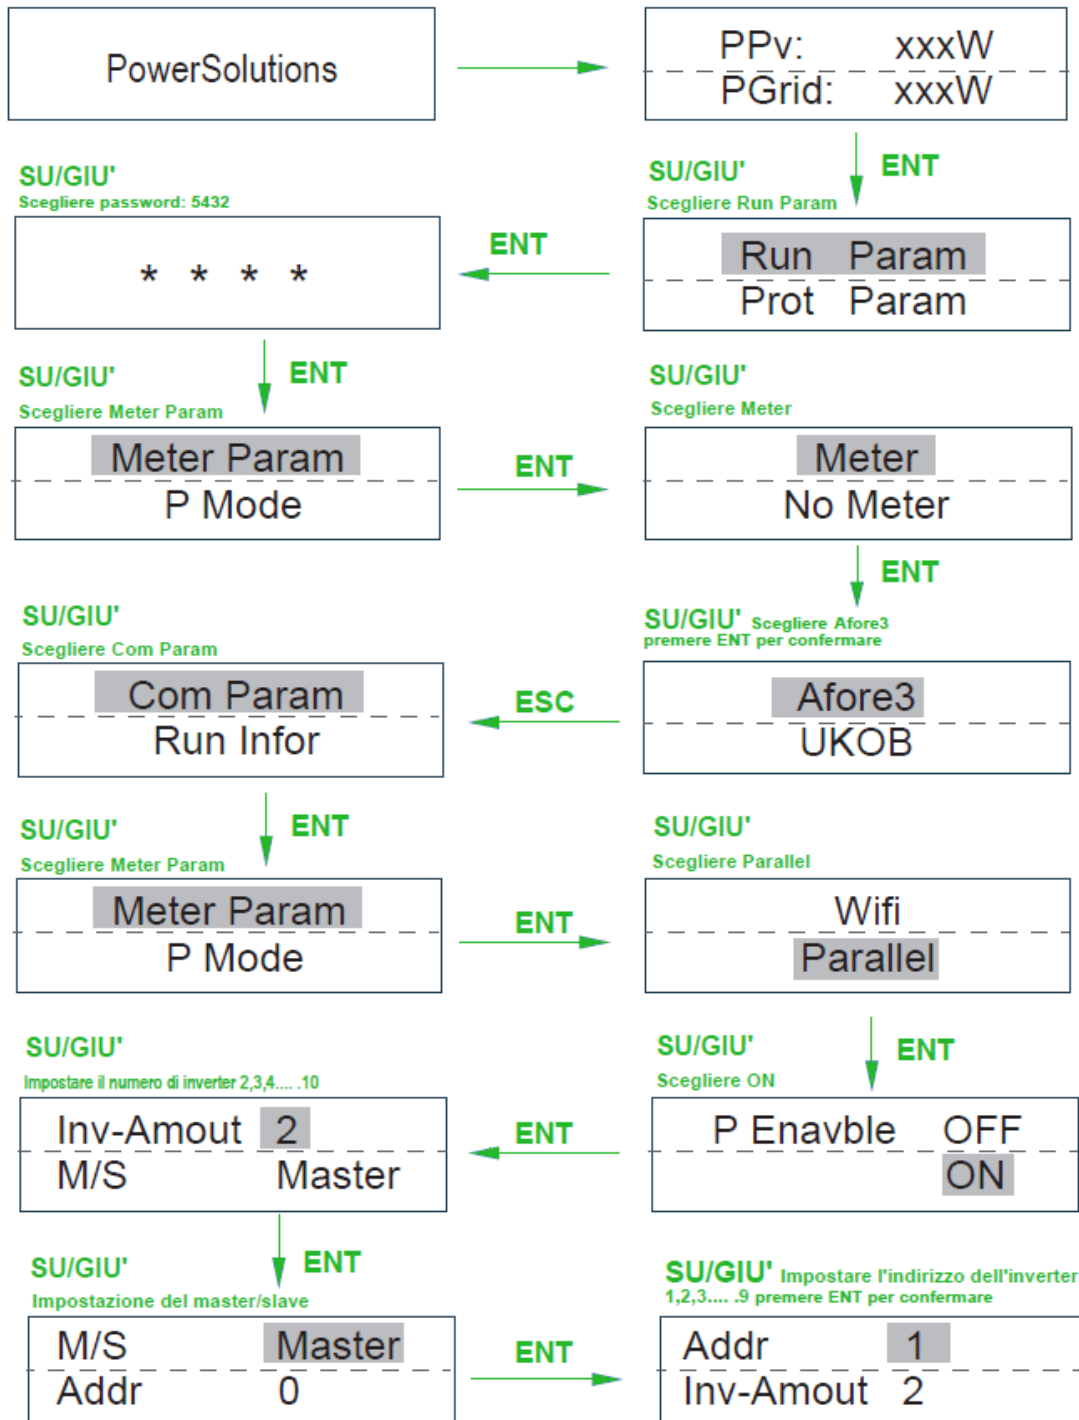 PowerSolutions
PPv: xxxW
PGrid: xxxW
ENT
SU/GIU'
Scegliere Run Param
Run Param
Prot Param
ENT
SU/GIU'
Scegliere password: 5432
* * * *
ENT
SU/GIU'
Scegliere Meter Param
Meter Param
P Mode
ENT
SU/GIU'
Scegliere Meter
Meter
No Meter
ENT
SU/GIU' Scegliere Afore3
premere ENT per confermare
Afore3
UKOB
ESC
SU/GIU'
Scegliere Com Param
Com Param
Run Infor
ENT
SU/GIU'
Scegliere Meter Param
Meter Param
P Mode
ENT
SU/GIU'
Scegliere Parallel
Wifi
Parallel
ENT
SU/GIU'
Scegliere ON
P Enavble OFF
ON
ENT
SU/GIU'
Impostare il numero di inverter 2,3,4.... .10
Inv-Amout 2
M/S Master
ENT
SU/GIU'
Impostazione del master/slave
M/S Master
Addr 0
ENT
SU/GIU' Impostare l'indirizzo dell'inverter
1,2,3.... .9 premere ENT per confermare
Addr 1
Inv-Amout 2